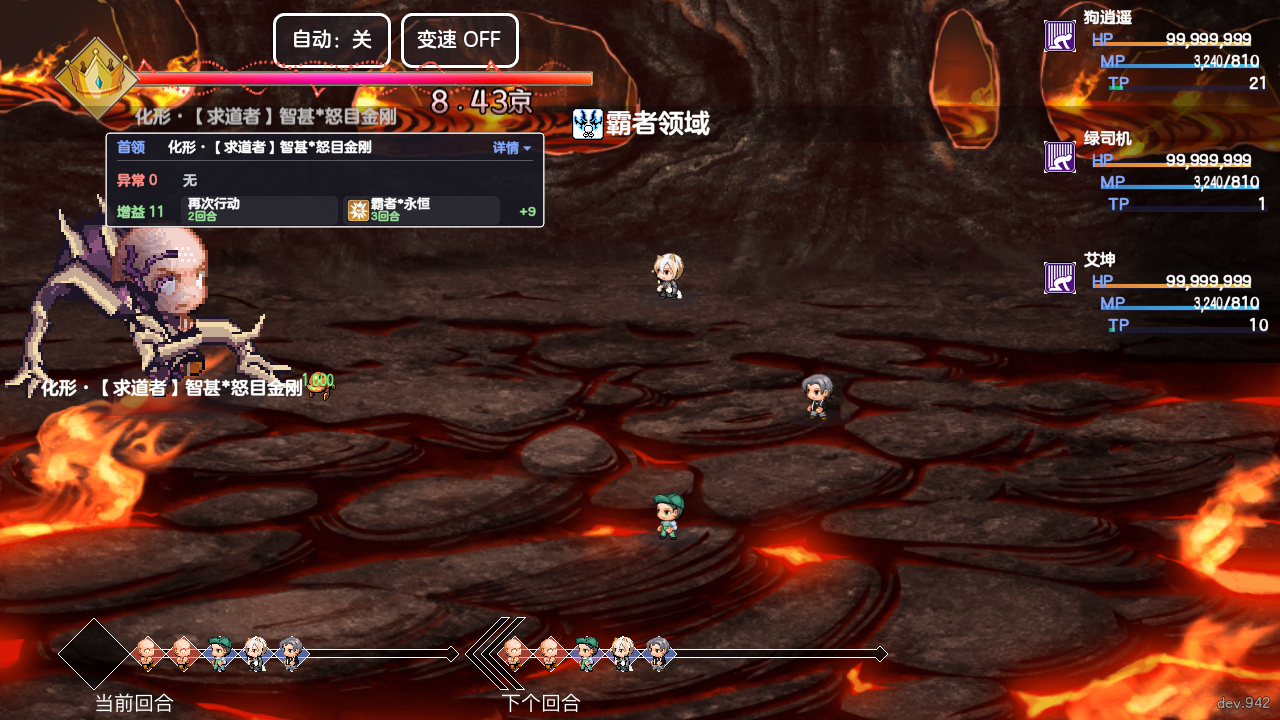 自动：关
变速 OFF
8.43京
化形·【求道者】智甚*怒目金刚
霸者领域
首领 化形·【求道者】智甚*怒目金刚 详情
异常 0 无
增益 11 再次行动 2回合 霸者*永恒 3回合 +9
狗逍遥
HP 99,999,999
MP 3,240/810
TP 21
绿司机
HP 99,999,999
MP 3,240/810
TP 1
艾坤
HP 99,999,999
MP 3,240/810
TP 10
化形·【求道者】智甚*怒目金刚
当前回合
下个回合
dev.942